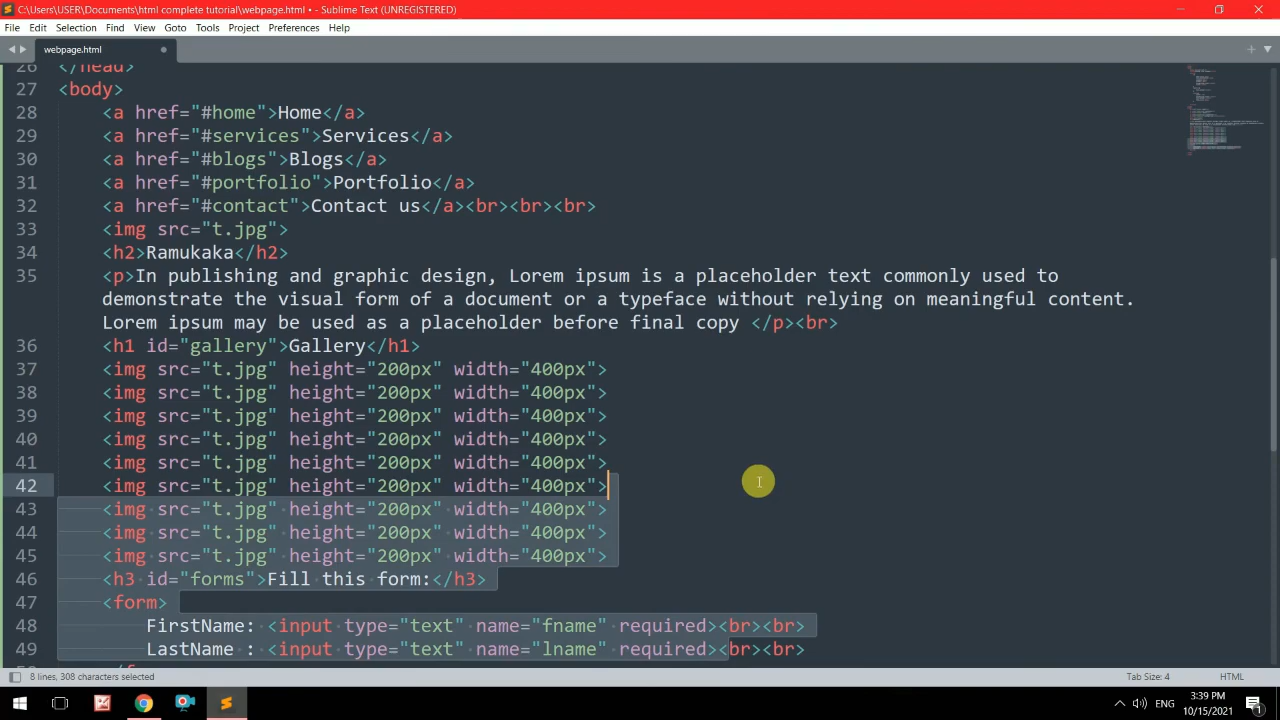 C:\Users\USER\Documents\html complete tutorial\webpage.html • - Sublime Text (UNREGISTERED)
File Edit Selection Find View Goto Tools Project Preferences Help
webpage.html
26 </head>
27 <body>
28 <a href="#home">Home</a>
29 <a href="#services">Services</a>
30 <a href="#blogs">Blogs</a>
31 <a href="#portfolio">Portfolio</a>
32 <a href="#contact">Contact us</a><br><br><br>
33 <img src="t.jpg">
34 <h2>Ramukaka</h2>
35 <p>In publishing and graphic design, Lorem ipsum is a placeholder text commonly used to
demonstrate the visual form of a document or a typeface without relying on meaningful content.
Lorem ipsum may be used as a placeholder before final copy </p><br>
36 <h1 id="gallery">Gallery</h1>
37 <img src="t.jpg" height="200px" width="400px">
38 <img src="t.jpg" height="200px" width="400px">
39 <img src="t.jpg" height="200px" width="400px">
40 <img src="t.jpg" height="200px" width="400px">
41 <img src="t.jpg" height="200px" width="400px">
42 <img src="t.jpg" height="200px" width="400px">
43 <img src="t.jpg" height="200px" width="400px">
44 <img src="t.jpg" height="200px" width="400px">
45 <img src="t.jpg" height="200px" width="400px">
46 <h3 id="forms">Fill this form:</h3>
47 <form>
48 FirstName: <input type="text" name="fname" required><br><br>
49 LastName : <input type="text" name="lname" required><br><br>
8 lines, 308 characters selected Tab Size: 4 HTML
ENG 3:39 PM
10/15/2021 1